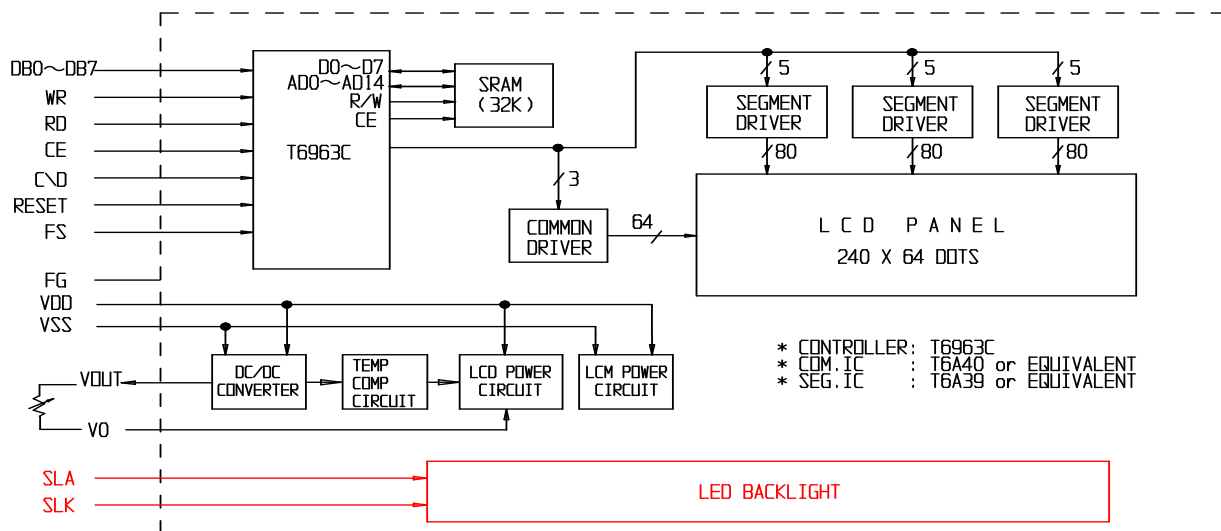 DB0~DB7
WR
RD
CE
C\D
RESET
FS
FG
VDD
VSS
VOUT
VO
SLA
SLK
D0~D7
AD0~AD14
R/W
CE
T6963C
SRAM
(32K)
5
5
5
SEGMENT
DRIVER
SEGMENT
DRIVER
SEGMENT
DRIVER
80
80
80
3
COMMON
DRIVER
64
LCD PANEL
240 X 64 DOTS
DC/DC
CONVERTER
TEMP
COMP
CIRCUIT
LCD POWER
CIRCUIT
LCM POWER
CIRCUIT
* CONTROLLER: T6963C
* COM.IC : T6A40 or EQUIVALENT
* SEG.IC : T6A39 or EQUIVALENT
LED BACKLIGHT